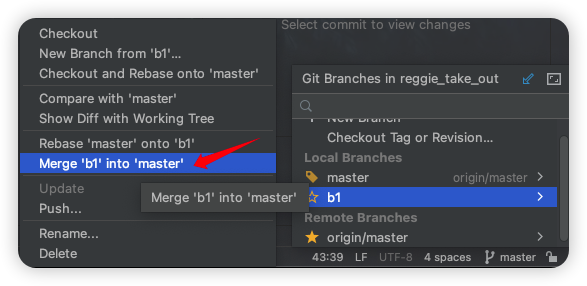 Checkout
New Branch from 'b1'...
Checkout and Rebase onto 'master'
Compare with 'master'
Show Diff with Working Tree
Rebase 'master' onto 'b1'
Merge 'b1' into 'master'
Update
Push...
Rename...
Delete
Merge 'b1' into 'master'
Select commit to view changes
Git Branches in reggie_take_out
New Branch
Checkout Tag or Revision...
Local Branches
master origin/master
b1
Remote Branches
origin/master
43:39 LF UTF-8 4 spaces master